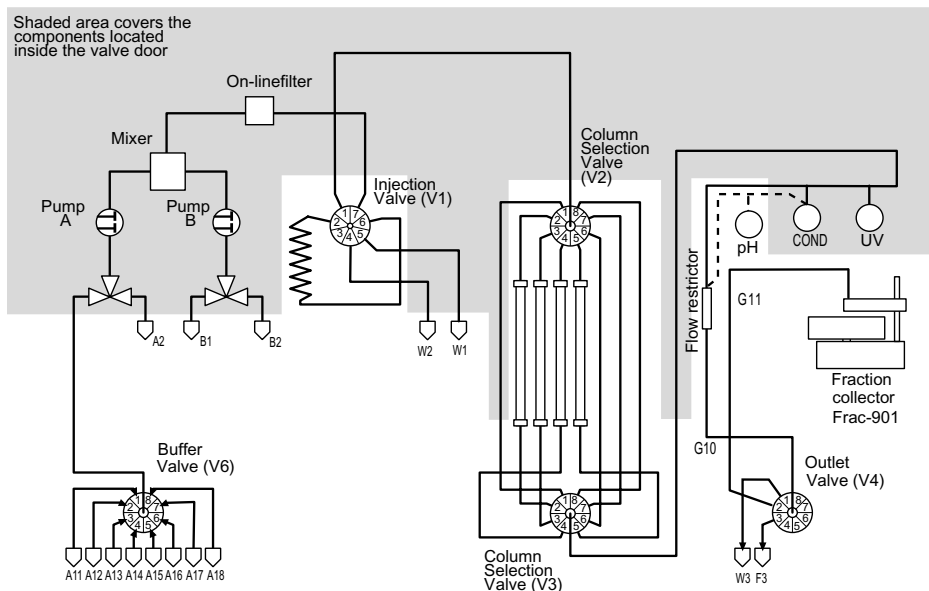 Shaded area covers the
components located
inside the valve door
On-linefilter
Mixer
Pump
A
Pump
B
Injection
Valve (V1)
1 7
2 6
3 5
4
Column
Selection
Valve
(V2)
1 8
2 7
3 6
4 5
pH
COND
UV
Flow restrictor
G11
A2
B1
B2
W2
W1
Fraction
collector
Frac-901
G10
Buffer
Valve (V6)
1 8
2 7
3 6
4 5
A11
A12
A13
A14
A15
A16
A17
A18
1 8
2 7
3 6
4 5
Column
Selection
Valve (V3)
Outlet
Valve (V4)
1 8
2 7
3 6
4 5
W3
F3